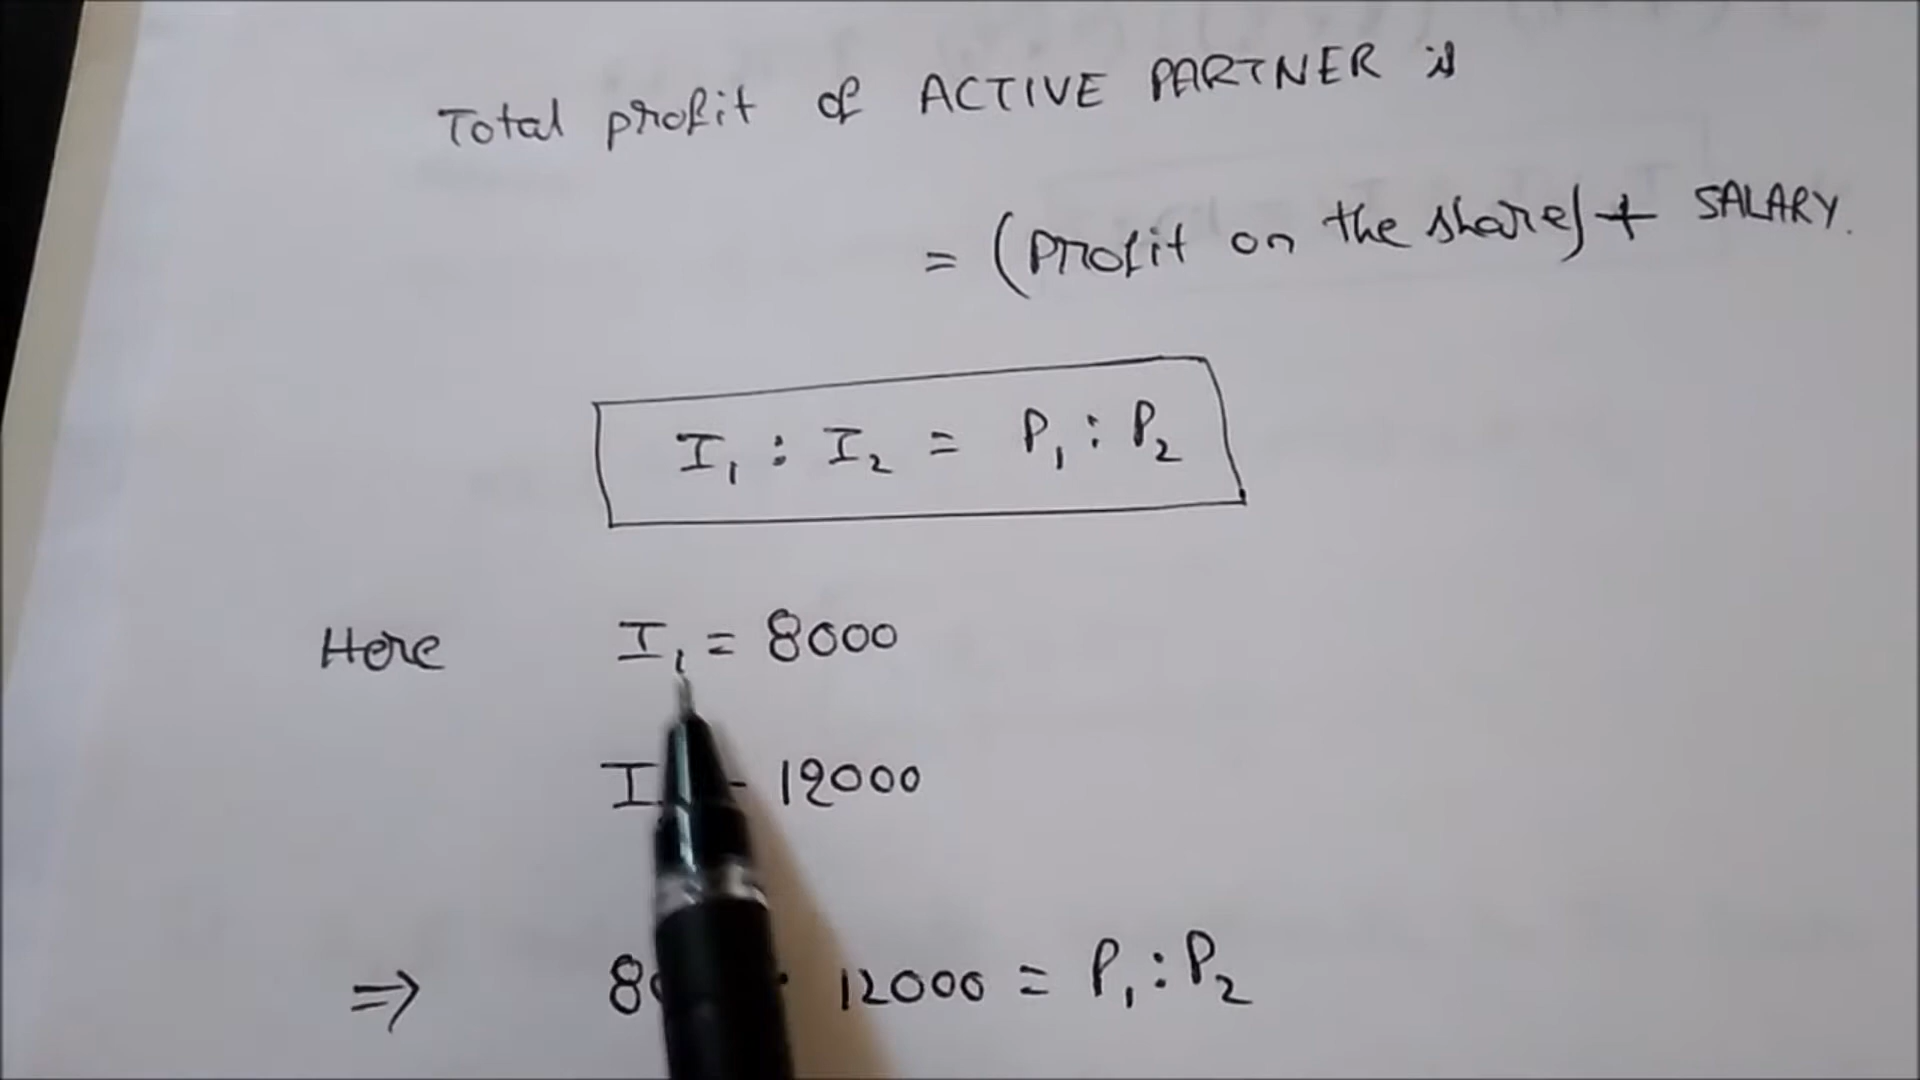 Total profit of ACTIVE PARTNER is
= (Profit on the share) + SALARY.
I₁ : I₂ = P₁ : P₂
Here I₁ = 8000
I = 12000
⇒ 80 : 12000 = P₁ : P₂